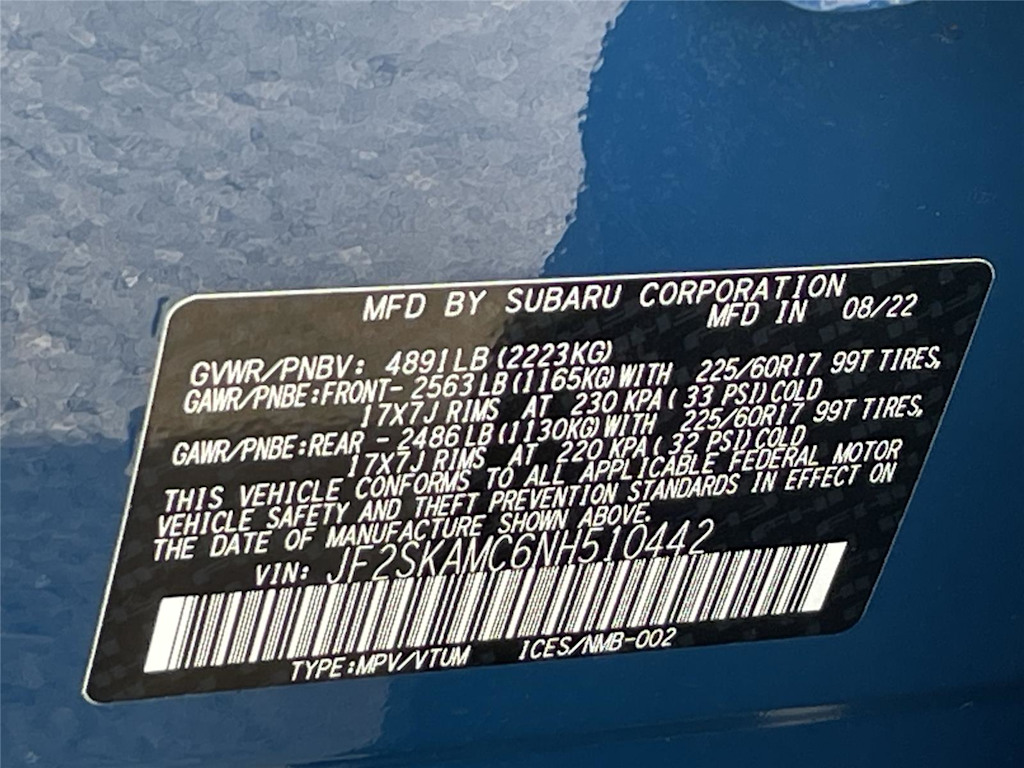 MFD BY SUBARU CORPORATION
MFD IN 08/22
GVWR/PNBV: 4891LB(2223KG)
GAWR/PNBE:FRONT- 2563LB(1165KG)WITH 225/60R17 99T TIRES,
17X7J RIMS AT 230 KPA( 33 PSI)COLD
GAWR/PNBE:REAR - 2486LB(1130KG)WITH 225/60R17 99T TIRES,
17X7J RIMS AT 220 KPA( 32 PSI)COLD
THIS VEHICLE CONFORMS TO ALL APPLICABLE FEDERAL MOTOR
VEHICLE SAFETY AND THEFT PREVENTION STANDARDS IN EFFECT ON
THE DATE OF MANUFACTURE SHOWN ABOVE.
VIN: JF2SKAMC6NH510442
TYPE:MPV/VTUM ICES/NMB-002